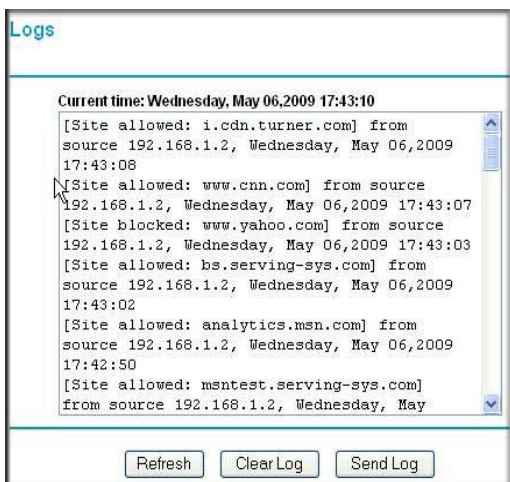 Logs
Current time: Wednesday, May 06,2009 17:43:10
[Site allowed: i.cdn.turner.com] from
source 192.168.1.2, Wednesday, May 06,2009
17:43:08
[Site allowed: www.cnn.com] from source
192.168.1.2, Wednesday, May 06,2009 17:43:07
[Site blocked: www.yahoo.com] from source
192.168.1.2, Wednesday, May 06,2009 17:43:03
[Site allowed: bs.serving-sys.com] from
source 192.168.1.2, Wednesday, May 06,2009
17:43:02
[Site allowed: analytics.msn.com] from
source 192.168.1.2, Wednesday, May 06,2009
17:42:50
[Site allowed: msntest.serving-sys.com]
from source 192.168.1.2, Wednesday, May
Refresh Clear Log Send Log